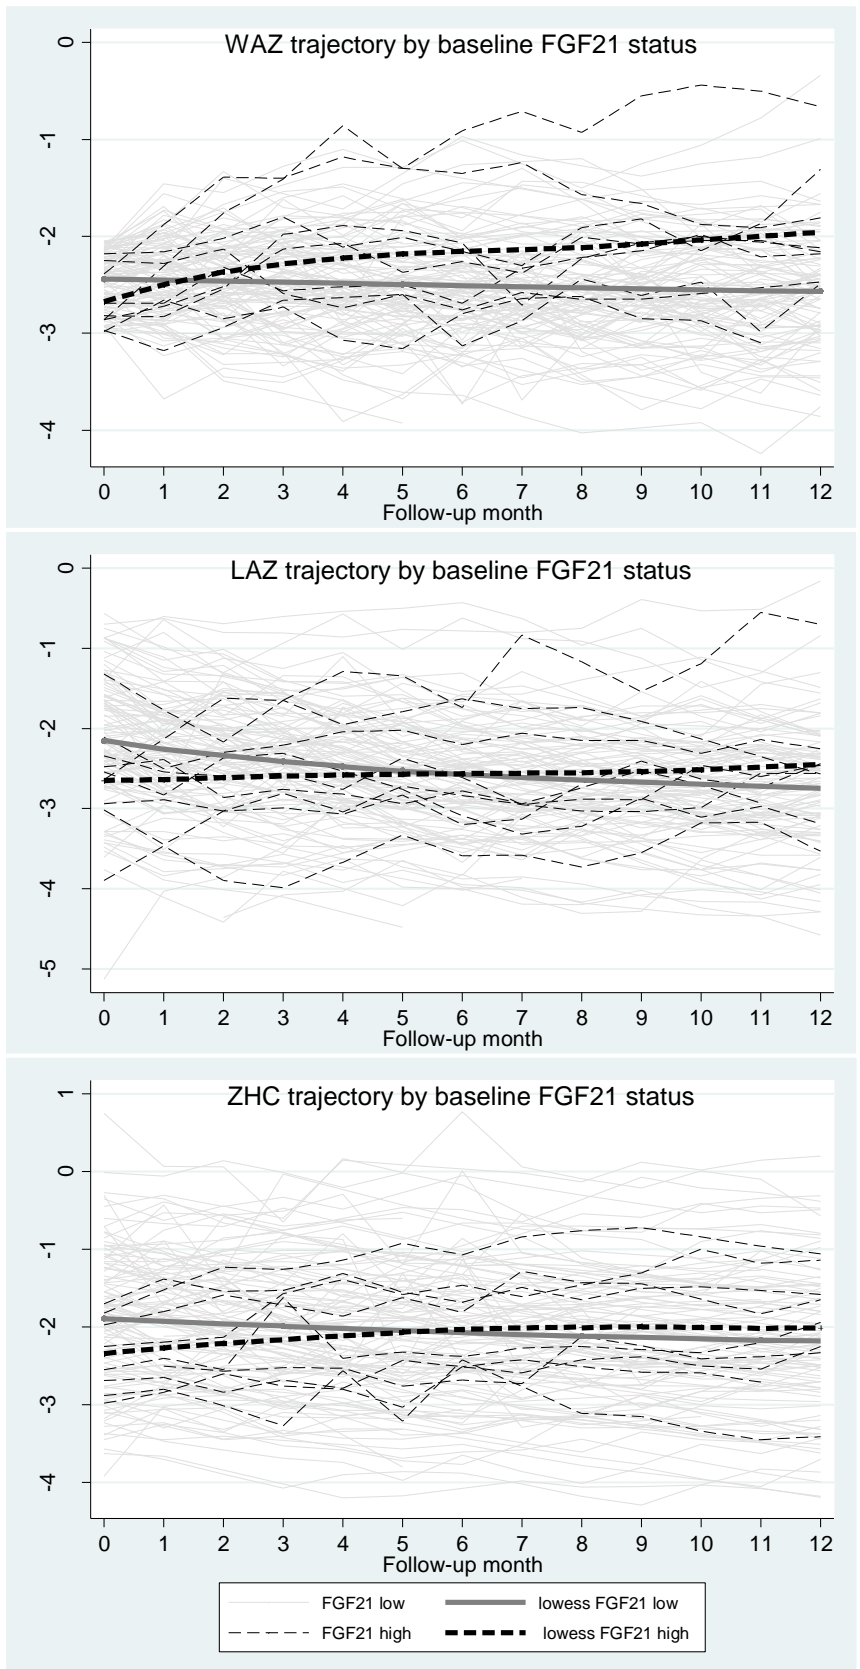 WAZ trajectory by baseline FGF21 status
0
-1
-2
-3
-4
0 1 2 3 4 5 6 7 8 9 10 11 12
Follow-up month
LAZ trajectory by baseline FGF21 status
0
-1
-2
-3
-4
-5
0 1 2 3 4 5 6 7 8 9 10 11 12
Follow-up month
ZHC trajectory by baseline FGF21 status
1
0
-1
-2
-3
-4
0 1 2 3 4 5 6 7 8 9 10 11 12
Follow-up month
FGF21 low lowess FGF21 low
FGF21 high lowess FGF21 high